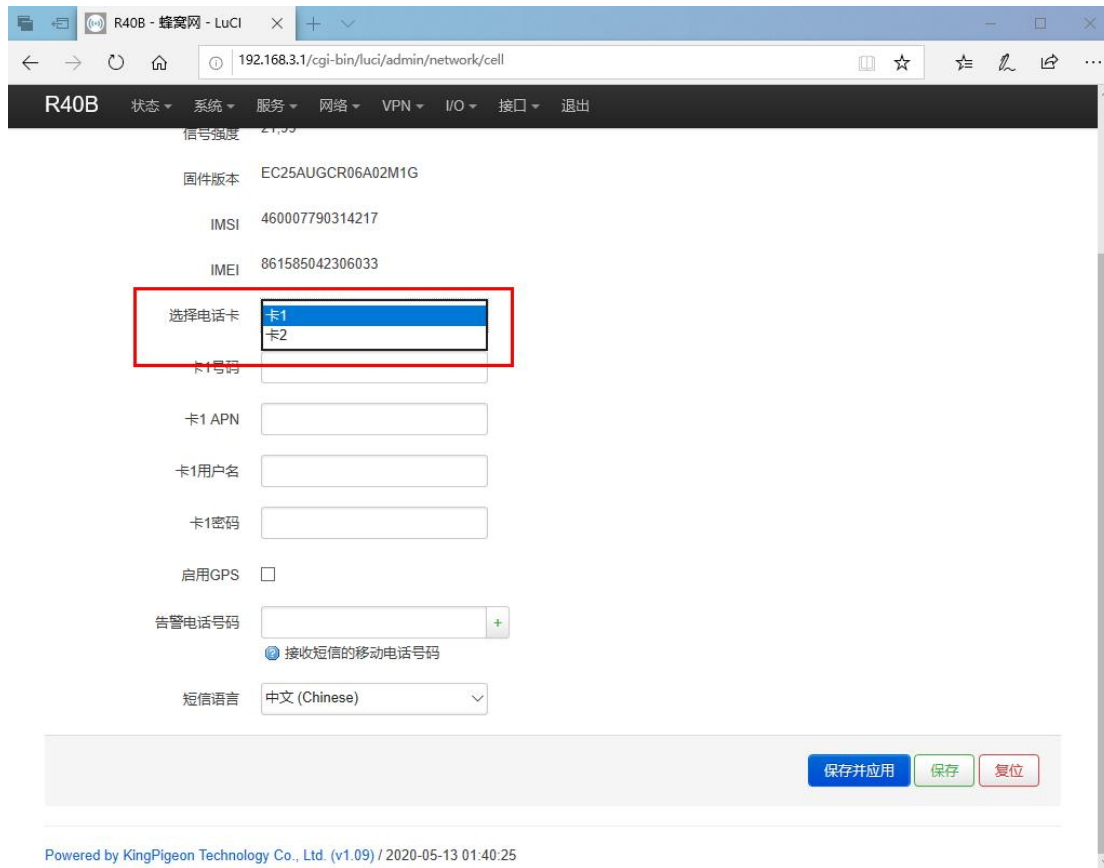 R40B - 蜂窝网 - LuCI
192.168.3.1/cgi-bin/luci/admin/network/cell
R40B 状态 系统 服务 网络 VPN I/O 接口 退出
信号强度
固件版本 EC25AUGCR06A02M1G
IMSI 460007790314217
IMEI 861585042306033
选择电话卡 卡1
卡2
卡1号码
卡1 APN
卡1用户名
卡1密码
启用GPS
告警电话号码 +
接收短信的移动电话号码
短信语言 中文 (Chinese)
保存并应用 保存 复位
Powered by KingPigeon Technology Co., Ltd. (v1.09) / 2020-05-13 01:40:25